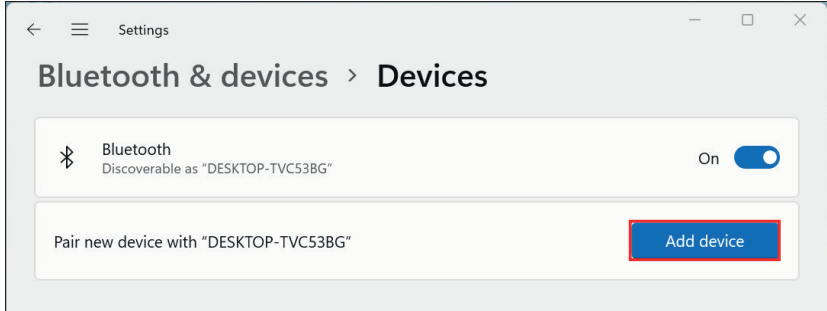 Settings
Bluetooth & devices > Devices
Bluetooth
Discoverable as "DESKTOP-TVC53BG"
On
Pair new device with "DESKTOP-TVC53BG"
Add device